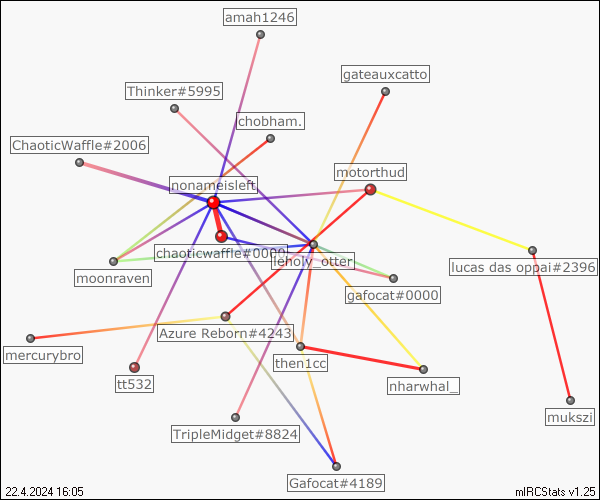 amah1246
gateauxcatto
Thinker#5995
chobham.
ChaoticWaffle#2006
motorthud
nonameisleft
chaoticwaffle#0000
leholy_otter
lucas das oppai#2396
moonraven
gafocat#0000
Azure Reborn#4243
mercurybro
then1cc
tt532
nharwhal_
mukszi
TripleMidget#8824
Gafocat#4189
22.4.2024 16:05
mIRCStats v1.25